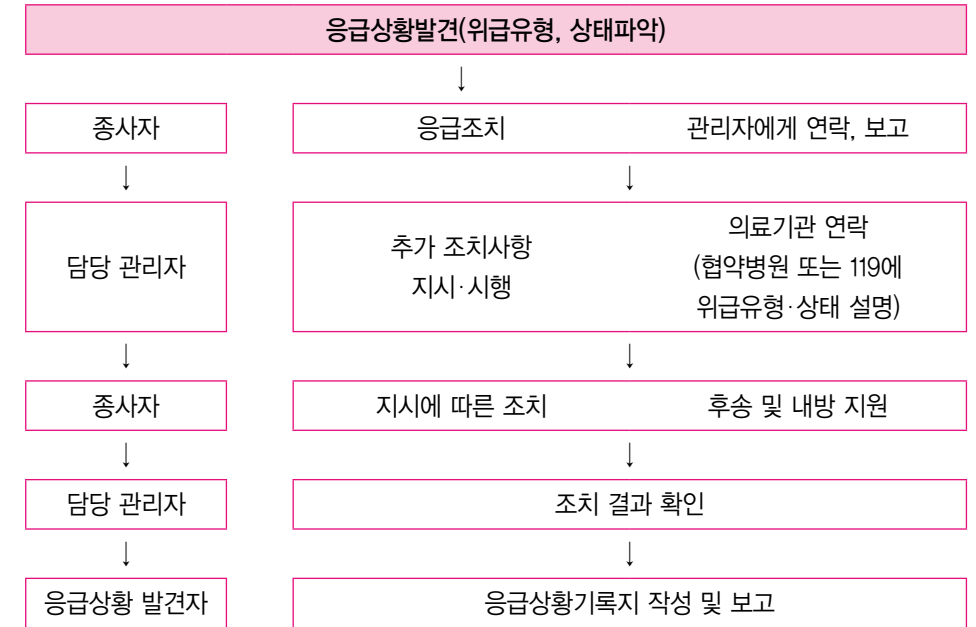 응급상황발견(위급유형, 상태파악)
↓
종사자
응급조치
관리자에게 연락, 보고
↓
↓
담당 관리자
추가 조치사항
지시·시행
의료기관 연락
(협약병원 또는 119에
위급유형·상태 설명)
↓
↓
종사자
지시에 따른 조치
후송 및 내방 지원
↓
↓
담당 관리자
조치 결과 확인
↓
↓
응급상황 발견자
응급상황기록지 작성 및 보고